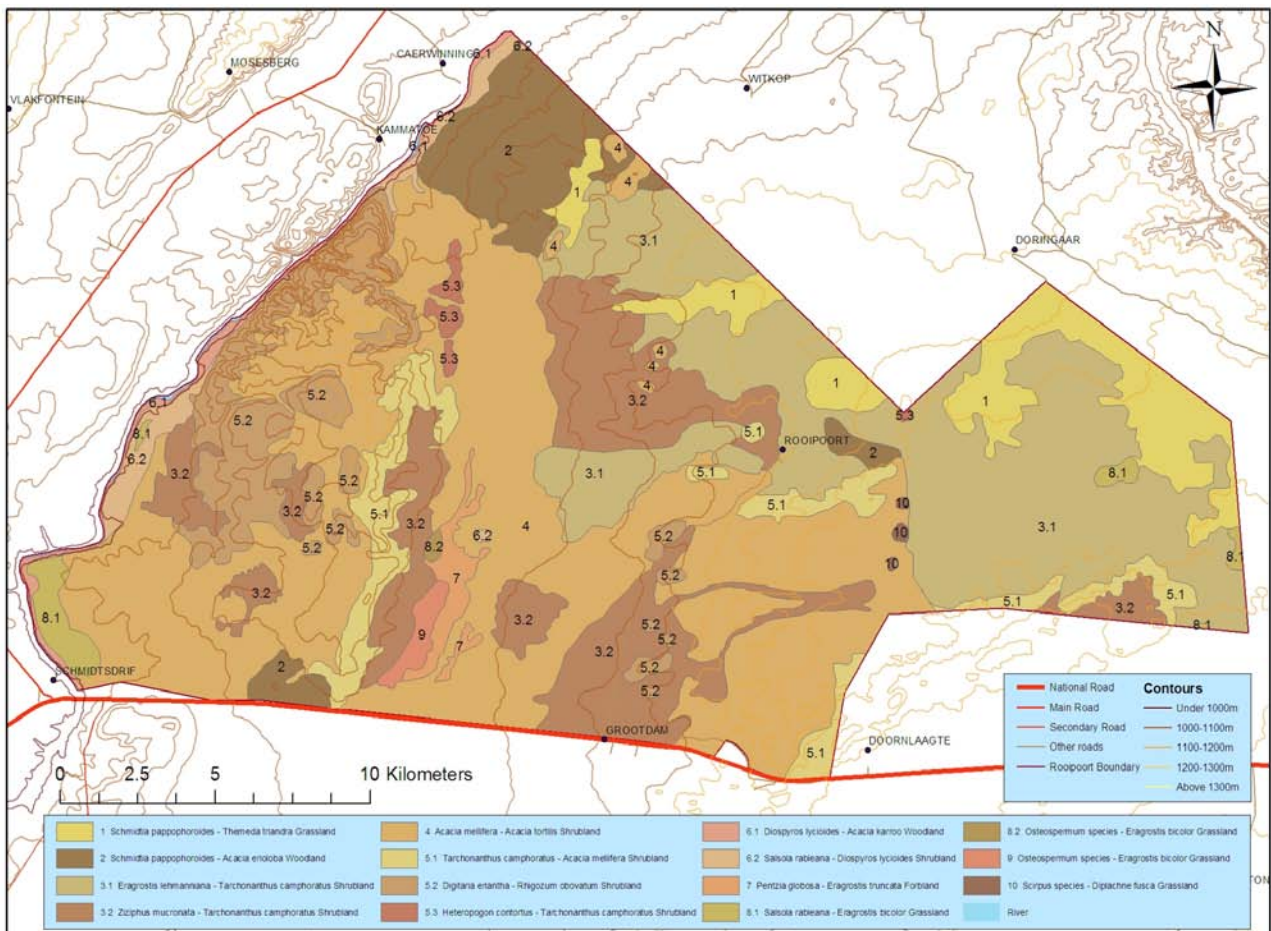 N
6.2
6.1
CAERWINNING
MOSESBERG
WITKOP
VLAKFONTEIN
6.2
KAMMATOE
6.1
2
4
4
1
3.1
4
DORINGAAR
5.3
1
5.3
4
5.3
4
1
4
5.2
3.2
1
6.1
5.3
5.2
8.1
5.1
ROOIPOORT
2
6.2
3.2
3.1
5.1
8.1
5.2
5.2
5.1
10
3.2
5.1
3.2
4
3.1
5.2
6.2
5.2
10
5.2
8.2
8.1
10
7
5.2
3.2
5.1
5.1
8.1
3.2
3.2
5.2
8.1
9
5.2
7
3.2
2
5.2
SCHMIDTSDRIF
5.2
GROOTDAM
DOORNLAAGTE
5.1
National Road
Main Road
Secondary Road
Other roads
Rooipoort Boundary
Contours
Under 1000m
1000-1100m
1100-1200m
1200-1300m
Above 1300m
0 2.5 5 10 Kilometers
1 Schmidtia pappophoroides - Themeda triandra Grassland
2 Schmidtia pappophoroides - Acacia erioloba Woodland
3.1 Eragrostis lehmanniana - Tarchonanthus camphoratus Shrubland
3.2 Ziziphus mucronata - Tarchonanthus camphoratus Shrubland
4 Acacia mellifera - Acacia tortilis Shrubland
5.1 Tarchonanthus camphoratus - Acacia mellifera Shrubland
5.2 Digitaria eriantha - Rhigozum obovatum Shrubland
5.3 Heteropogon contortus - Tarchonanthus camphoratus Shrubland
6.1 Diospyros lycioides - Acacia karroo Woodland
6.2 Salsola rabieana - Diospyros lycioides Shrubland
7 Pentzia globosa - Eragrostis truncata Forbland
8.1 Salsola rabieana - Eragrostis bicolor Grassland
8.2 Osteospermum species - Eragrostis bicolor Grassland
9 Osteospermum species - Eragrostis bicolor Grassland
10 Scirpus species - Diplachne fusca Grassland
River
TON